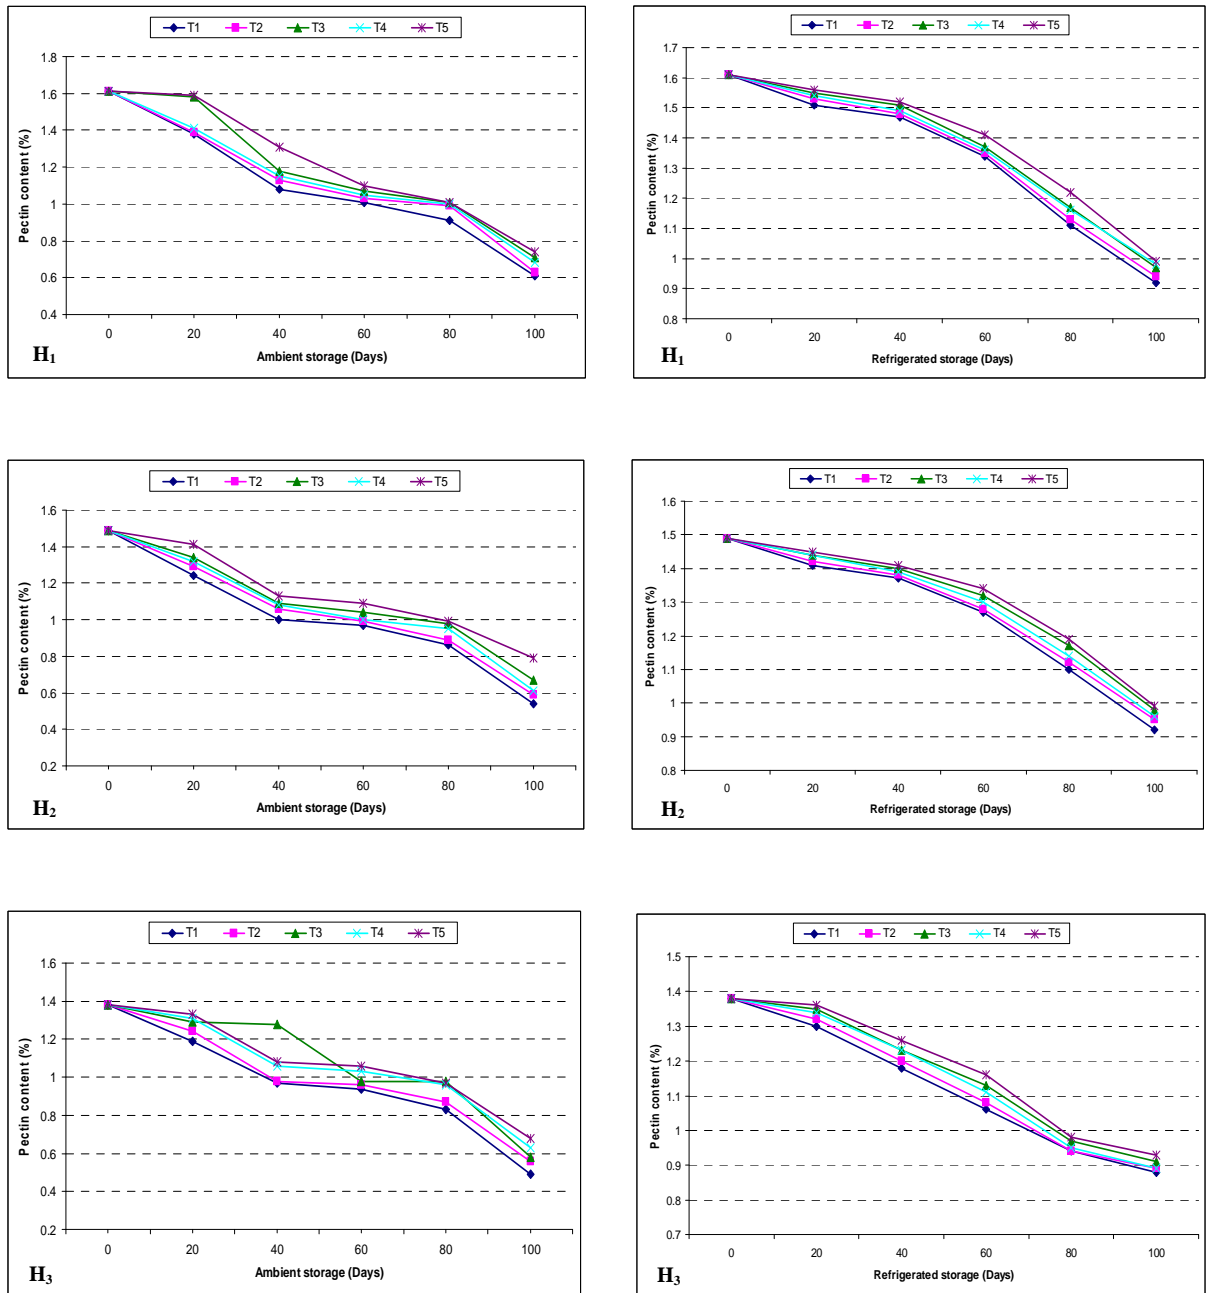 T1 T2 T3 T4 T5
1.8
1.6
1.4
1.2
1
0.8
0.6
0.4
Pectin content (%)
0 20 40 60 80 100
Ambient storage (Days)
H1
T1 T2 T3 T4 T5
1.7
1.6
1.5
1.4
1.3
1.2
1.1
1
0.9
0.8
Pectin content (%)
0 20 40 60 80 100
Refrigerated storage (Days)
H1
T1 T2 T3 T4 T5
1.6
1.4
1.2
1
0.8
0.6
0.4
0.2
Pectin content (%)
0 20 40 60 80 100
Ambient storage (Days)
H2
T1 T2 T3 T4 T5
1.6
1.5
1.4
1.3
1.2
1.1
1
0.9
0.8
Pectin content (%)
0 20 40 60 80 100
Refrigerated storage (Days)
H2
T1 T2 T3 T4 T5
1.6
1.4
1.2
1
0.8
0.6
0.4
0.2
Pectin content (%)
0 20 40 60 80 100
Ambient storage (Days)
H3
T1 T2 T3 T4 T5
1.5
1.4
1.3
1.2
1.1
1
0.9
0.8
0.7
Pectin content (%)
0 20 40 60 80 100
Refrigerated storage (Days)
H3